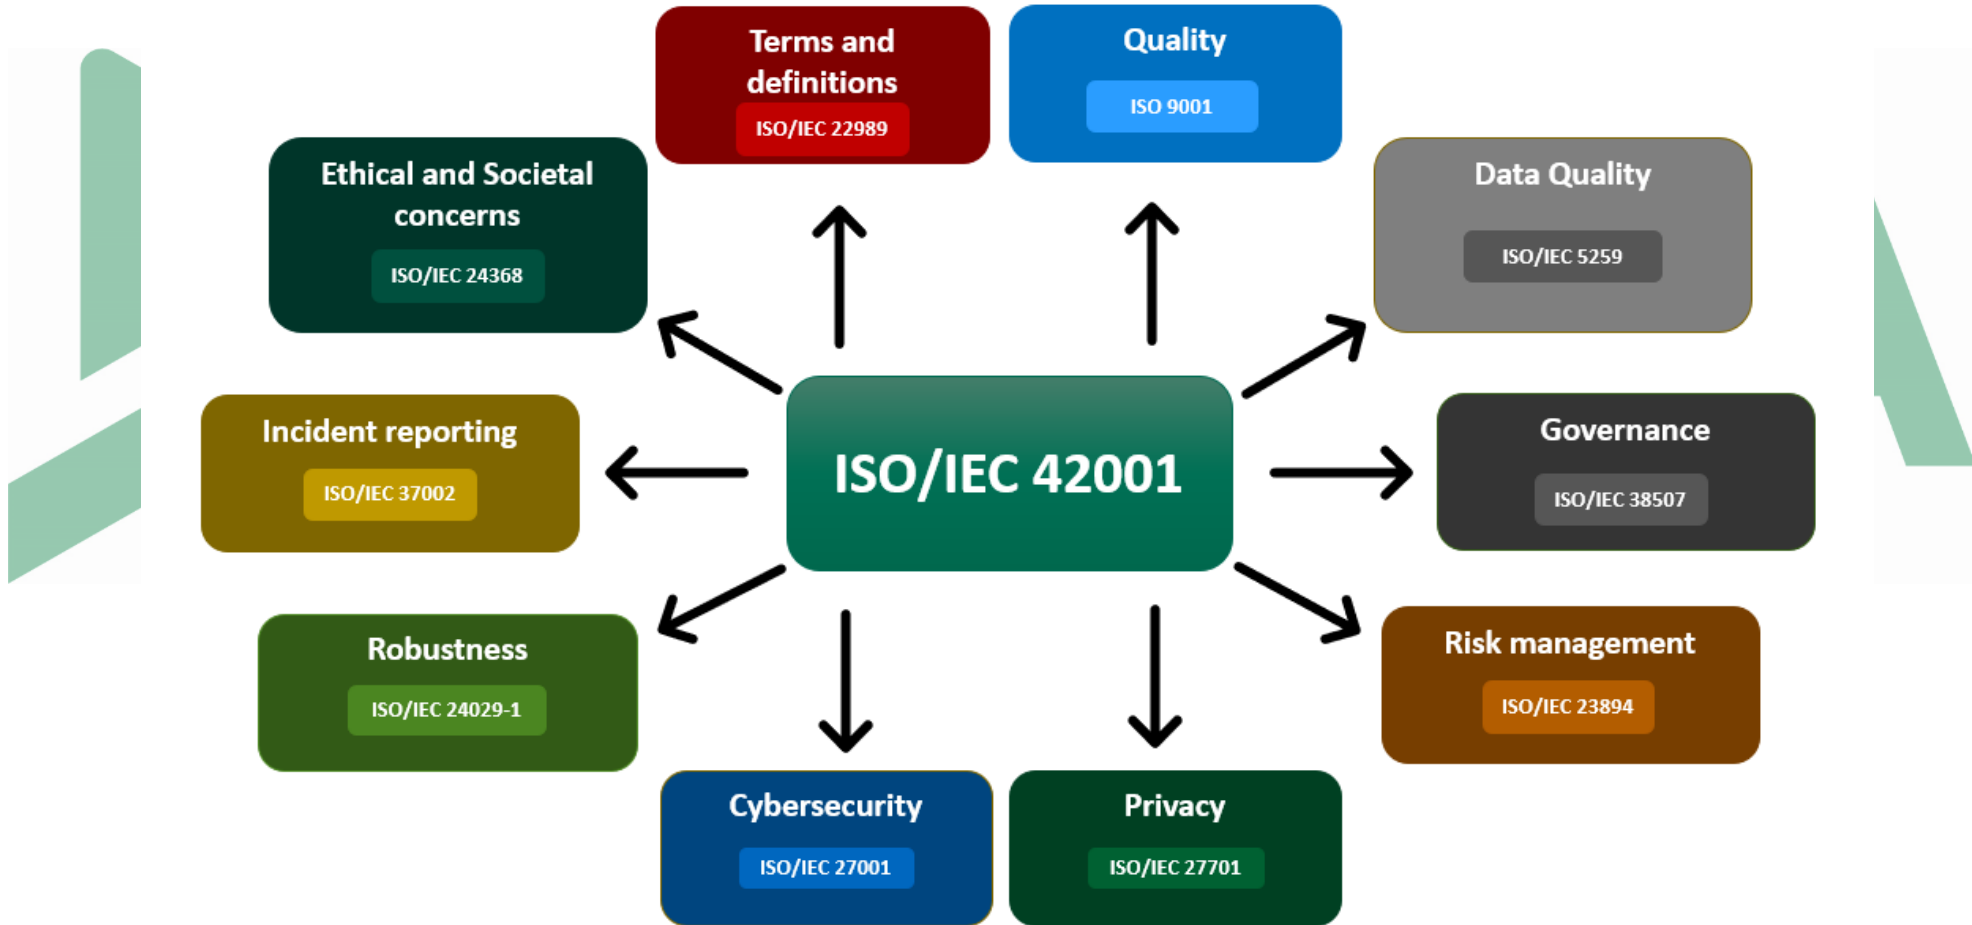 Terms and
definitions
ISO/IEC 22989
Quality
ISO 9001
Ethical and Societal
concerns
ISO/IEC 24368
Data Quality
ISO/IEC 5259
Incident reporting
ISO/IEC 37002
ISO/IEC 42001
Governance
ISO/IEC 38507
Robustness
ISO/IEC 24029-1
Risk management
ISO/IEC 23894
Cybersecurity
ISO/IEC 27001
Privacy
ISO/IEC 27701